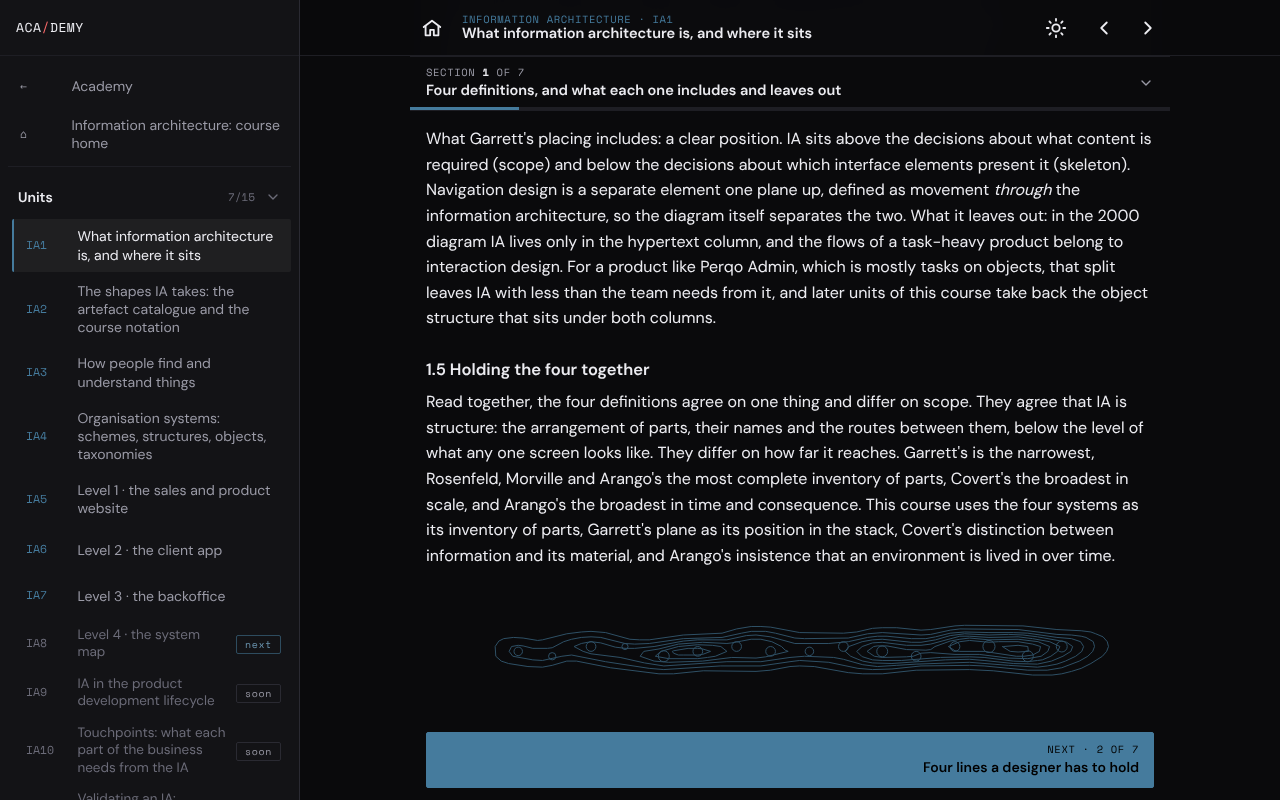 ACA/DEMY
← Academy
⌂ Information architecture: course
home
Units 7/15
IA1 What information architecture
is, and where it sits
IA2 The shapes IA takes: the
artefact catalogue and the
course notation
IA3 How people find and
understand things
IA4 Organisation systems:
schemes, structures, objects,
taxonomies
IA5 Level 1 · the sales and product
website
IA6 Level 2 · the client app
IA7 Level 3 · the backoffice
IA8 Level 4 · the system
map next
IA9 IA in the product
development lifecycle soon
IA10 Touchpoints: what each
part of the business
needs from the IA soon
Validating an IA:
INFORMATION ARCHITECTURE · IA1
What information architecture is, and where it sits
SECTION 1 OF 7
Four definitions, and what each one includes and leaves out
What Garrett's placing includes: a clear position. IA sits above the decisions about what content is
required (scope) and below the decisions about which interface elements present it (skeleton).
Navigation design is a separate element one plane up, defined as movement through the
information architecture, so the diagram itself separates the two. What it leaves out: in the 2000
diagram IA lives only in the hypertext column, and the flows of a task-heavy product belong to
interaction design. For a product like Perqo Admin, which is mostly tasks on objects, that split
leaves IA with less than the team needs from it, and later units of this course take back the object
structure that sits under both columns.
1.5 Holding the four together
Read together, the four definitions agree on one thing and differ on scope. They agree that IA is
structure: the arrangement of parts, their names and the routes between them, below the level of
what any one screen looks like. They differ on how far it reaches. Garrett's is the narrowest,
Rosenfeld, Morville and Arango's the most complete inventory of parts, Covert's the broadest in
scale, and Arango's the broadest in time and consequence. This course uses the four systems as
its inventory of parts, Garrett's plane as its position in the stack, Covert's distinction between
information and its material, and Arango's insistence that an environment is lived in over time.
NEXT · 2 OF 7
Four lines a designer has to hold